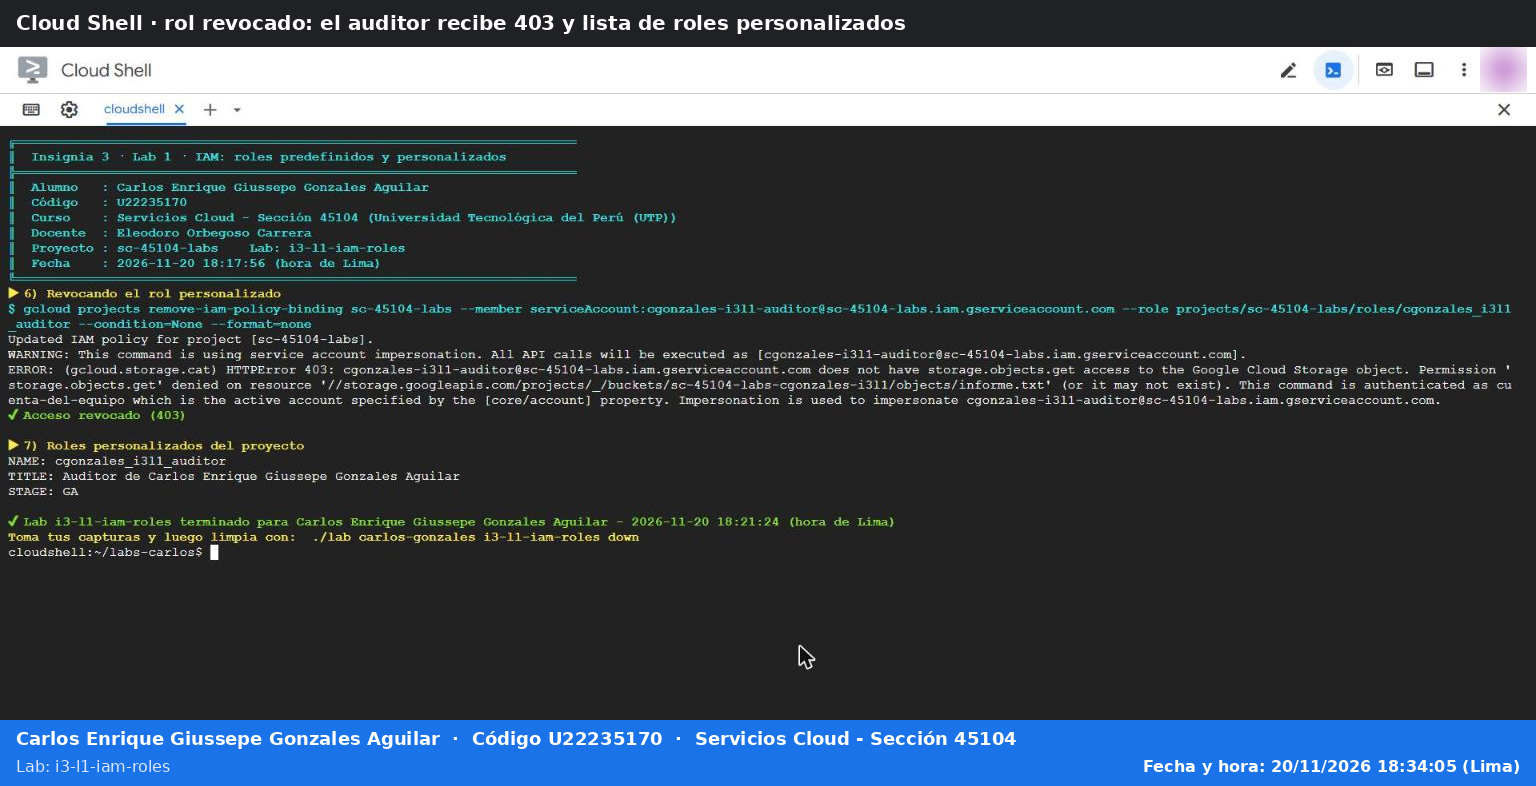 Cloud Shell · rol revocado: el auditor recibe 403 y lista de roles personalizados
Cloud Shell
cloudshell
Insignia 3 · Lab 1 · IAM: roles predefinidos y personalizados
Alumno   : Carlos Enrique Giussepe Gonzales Aguilar
Código   : U22235170
Curso    : Servicios Cloud - Sección 45104 (Universidad Tecnológica del Perú (UTP))
Docente  : Eleodoro Orbegoso Carrera
Proyecto : sc-45104-labs    Lab: i3-l1-iam-roles
Fecha    : 2026-11-20 18:17:56 (hora de Lima)
▶ 6) Revocando el rol personalizado
$ gcloud projects remove-iam-policy-binding sc-45104-labs --member serviceAccount:cgonzales-i3l1-auditor@sc-45104-labs.iam.gserviceaccount.com --role projects/sc-45104-labs/roles/cgonzales_i3l1
_auditor --condition=None --format=none
Updated IAM policy for project [sc-45104-labs].
WARNING: This command is using service account impersonation. All API calls will be executed as [cgonzales-i3l1-auditor@sc-45104-labs.iam.gserviceaccount.com].
ERROR: (gcloud.storage.cat) HTTPError 403: cgonzales-i3l1-auditor@sc-45104-labs.iam.gserviceaccount.com does not have storage.objects.get access to the Google Cloud Storage object. Permission '
storage.objects.get' denied on resource '//storage.googleapis.com/projects/_/buckets/sc-45104-labs-cgonzales-i3l1/objects/informe.txt' (or it may not exist). This command is authenticated as cu
enta-del-equipo which is the active account specified by the [core/account] property. Impersonation is used to impersonate cgonzales-i3l1-auditor@sc-45104-labs.iam.gserviceaccount.com.
✔ Acceso revocado (403)
▶ 7) Roles personalizados del proyecto
NAME: cgonzales_i3l1_auditor
TITLE: Auditor de Carlos Enrique Giussepe Gonzales Aguilar
STAGE: GA
✔ Lab i3-l1-iam-roles terminado para Carlos Enrique Giussepe Gonzales Aguilar - 2026-11-20 18:21:24 (hora de Lima)
Toma tus capturas y luego limpia con:  ./lab carlos-gonzales i3-l1-iam-roles down
cloudshell:~/labs-carlos$
Carlos Enrique Giussepe Gonzales Aguilar · Código U22235170 · Servicios Cloud - Sección 45104
Lab: i3-l1-iam-roles
Fecha y hora: 20/11/2026 18:34:05 (Lima)